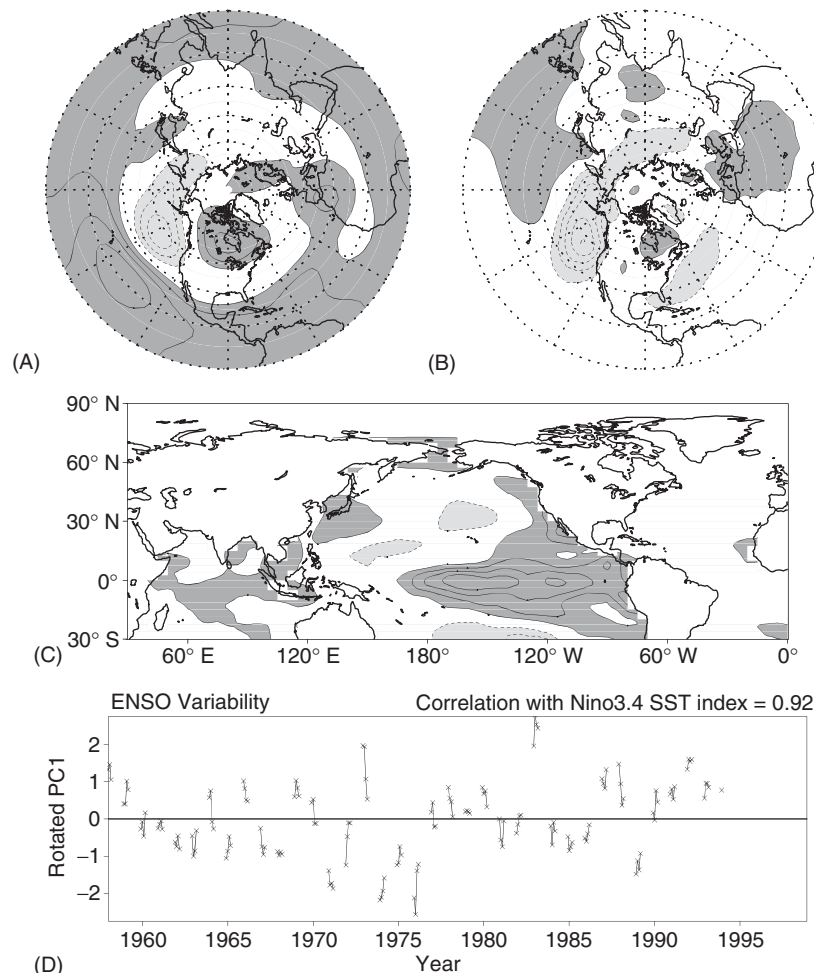 (A)
(B)
90° N
60° N
30° N
0°
30° S
(C)
60° E 120° E 180° 120° W 60° W 0°
ENSO Variability Correlation with Nino3.4 SST index = 0.92
Rotated PC1
2
1
0
−1
−2
1960 1965 1970 1975 1980 1985 1990 1995
(D)
Year